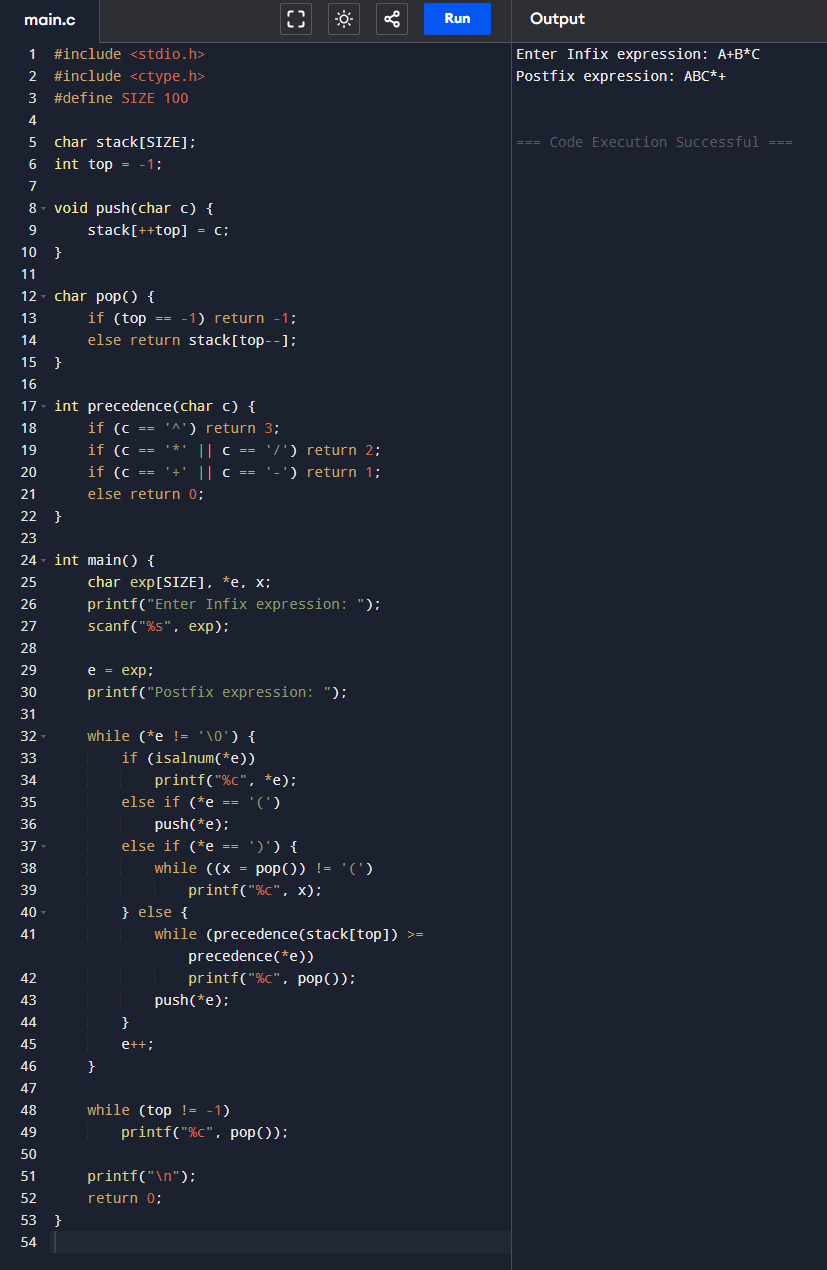 main.c Run Output
1 #include <stdio.h>
2 #include <ctype.h>
3 #define SIZE 100
4
5 char stack[SIZE];
6 int top = -1;
7
8 void push(char c) {
9     stack[++top] = c;
10 }
11
12 char pop() {
13     if (top == -1) return -1;
14     else return stack[top--];
15 }
16
17 int precedence(char c) {
18     if (c == '^') return 3;
19     if (c == '*' || c == '/') return 2;
20     if (c == '+' || c == '-') return 1;
21     else return 0;
22 }
23
24 int main() {
25     char exp[SIZE], *e, x;
26     printf("Enter Infix expression: ");
27     scanf("%s", exp);
28
29     e = exp;
30     printf("Postfix expression: ");
31
32     while (*e != '\0') {
33         if (isalnum(*e))
34             printf("%c", *e);
35         else if (*e == '(')
36             push(*e);
37         else if (*e == ')') {
38             while ((x = pop()) != '(')
39                 printf("%c", x);
40         } else {
41             while (precedence(stack[top]) >=
                precedence(*e))
42                 printf("%c", pop());
43             push(*e);
44         }
45         e++;
46     }
47
48     while (top != -1)
49         printf("%c", pop());
50
51     printf("\n");
52     return 0;
53 }
54
Enter Infix expression: A+B*C
Postfix expression: ABC*+
=== Code Execution Successful ===